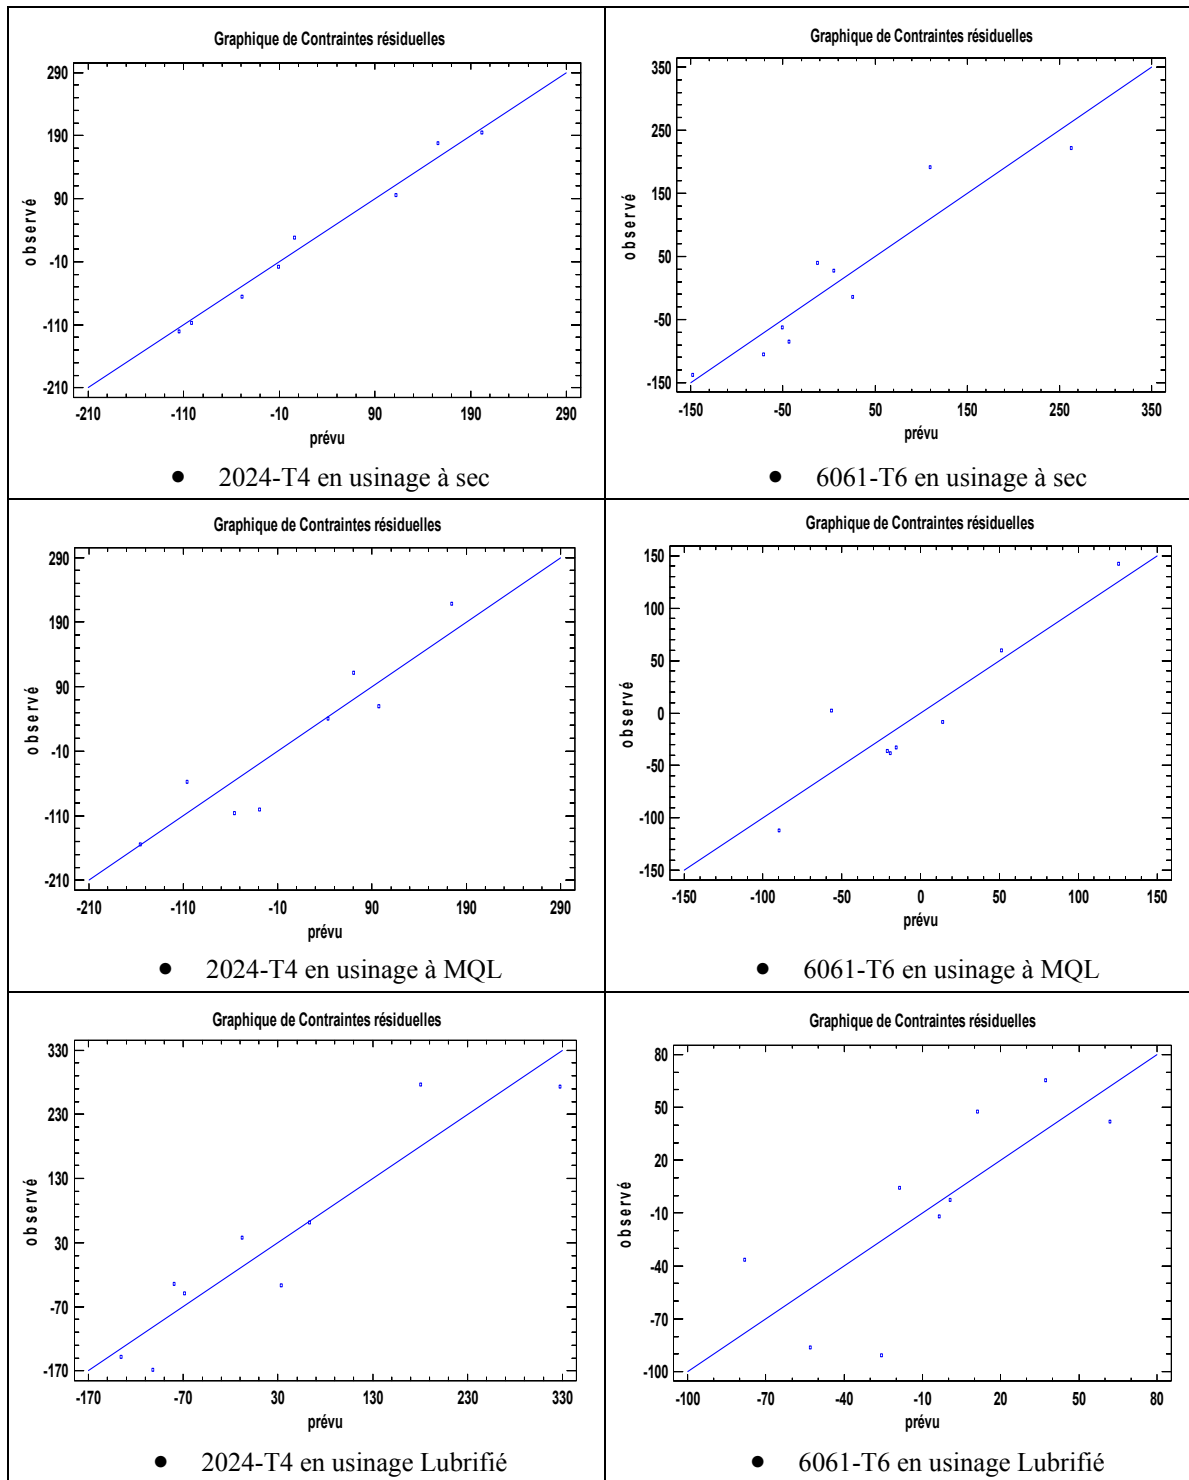 Graphique de Contraintes résiduelles
290
190
90
-10
-110
-210
observé
-210 -110 -10 90 190 290
prévu
● 2024-T4 en usinage à sec
Graphique de Contraintes résiduelles
350
250
150
50
-50
-150
observé
-150 -50 50 150 250 350
prévu
● 6061-T6 en usinage à sec
Graphique de Contraintes résiduelles
290
190
90
-10
-110
-210
observé
-210 -110 -10 90 190 290
prévu
● 2024-T4 en usinage à MQL
Graphique de Contraintes résiduelles
150
100
50
0
-50
-100
-150
observé
-150 -100 -50 0 50 100 150
prévu
● 6061-T6 en usinage à MQL
Graphique de Contraintes résiduelles
330
230
130
30
-70
-170
observé
-170 -70 30 130 230 330
prévu
● 2024-T4 en usinage Lubrifié
Graphique de Contraintes résiduelles
80
50
20
-10
-40
-70
-100
observé
-100 -70 -40 -10 20 50 80
prévu
● 6061-T6 en usinage Lubrifié